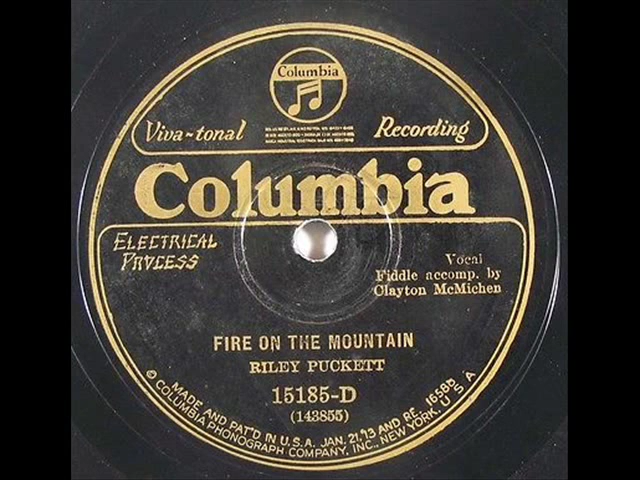 Columbia
Viva-tonal Recording
Columbia
ELECTRICAL
PROCESS
Vocal
Fiddle accomp. by
Clayton McMichen
FIRE ON THE MOUNTAIN
RILEY PUCKETT
15185-D
(143855)
MADE AND PAT'D IN U.S.A. JAN. 21,'13 AND RE. 16588
© COLUMBIA PHONOGRAPH COMPANY, INC., NEW YORK, U.S.A